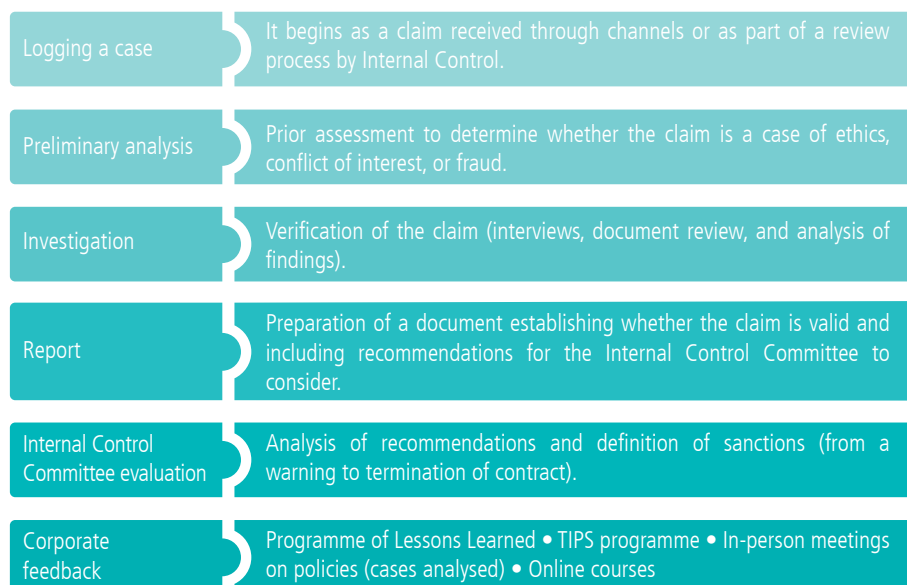 Logging a case
It begins as a claim received through channels or as part of a review
process by Internal Control.
Preliminary analysis
Prior assessment to determine whether the claim is a case of ethics,
conflict of interest, or fraud.
Investigation
Verification of the claim (interviews, document review, and analysis of
findings).
Report
Preparation of a document establishing whether the claim is valid and
including recommendations for the Internal Control Committee to
consider.
Internal Control
Committee evaluation
Analysis of recommendations and definition of sanctions (from a
warning to termination of contract).
Corporate
feedback
Programme of Lessons Learned • TIPS programme • In-person meetings
on policies (cases analysed) • Online courses